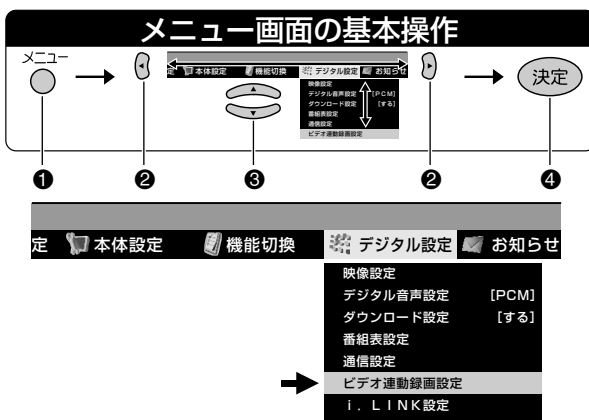 メニュー画面の基本操作
メニュー
定 本体設定 機能切換 デジタル設定 お知らせ
映像設定
デジタル音声設定 [PCM]
ダウンロード設定 [する]
番組表設定
通信設定
ビデオ連動録画設定
決定
❶ ❷ ❸ ❷ ❹
定 本体設定 機能切換 デジタル設定 お知らせ
映像設定
デジタル音声設定 [PCM]
ダウンロード設定 [する]
番組表設定
通信設定
ビデオ連動録画設定
i.LINK設定